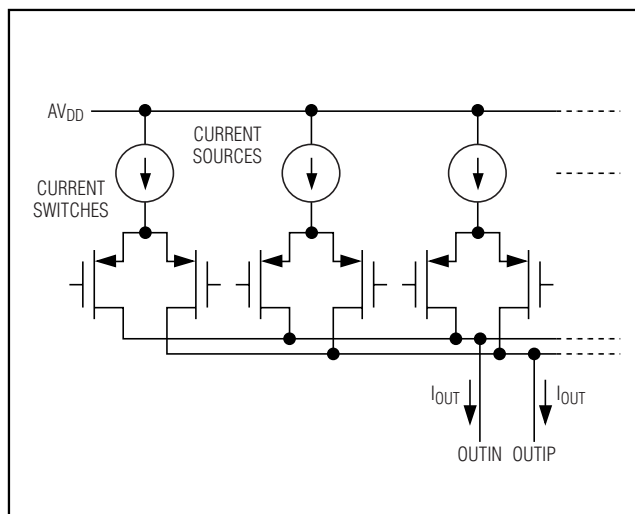 AVDD
CURRENT
SOURCES
CURRENT
SWITCHES
IOUT
IOUT
OUTIN
OUTIP